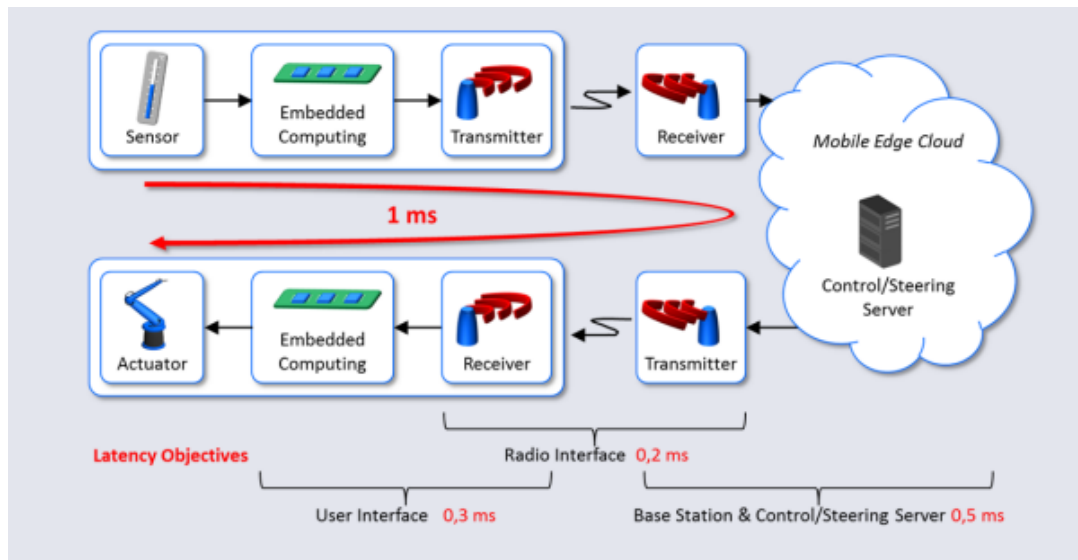 Sensor
Embedded
Computing
Transmitter
Receiver
Mobile Edge Cloud
1 ms
Control/Steering
Server
Actuator
Embedded
Computing
Receiver
Transmitter
Latency Objectives
Radio Interface 0,2 ms
User Interface 0,3 ms
Base Station & Control/Steering Server 0,5 ms